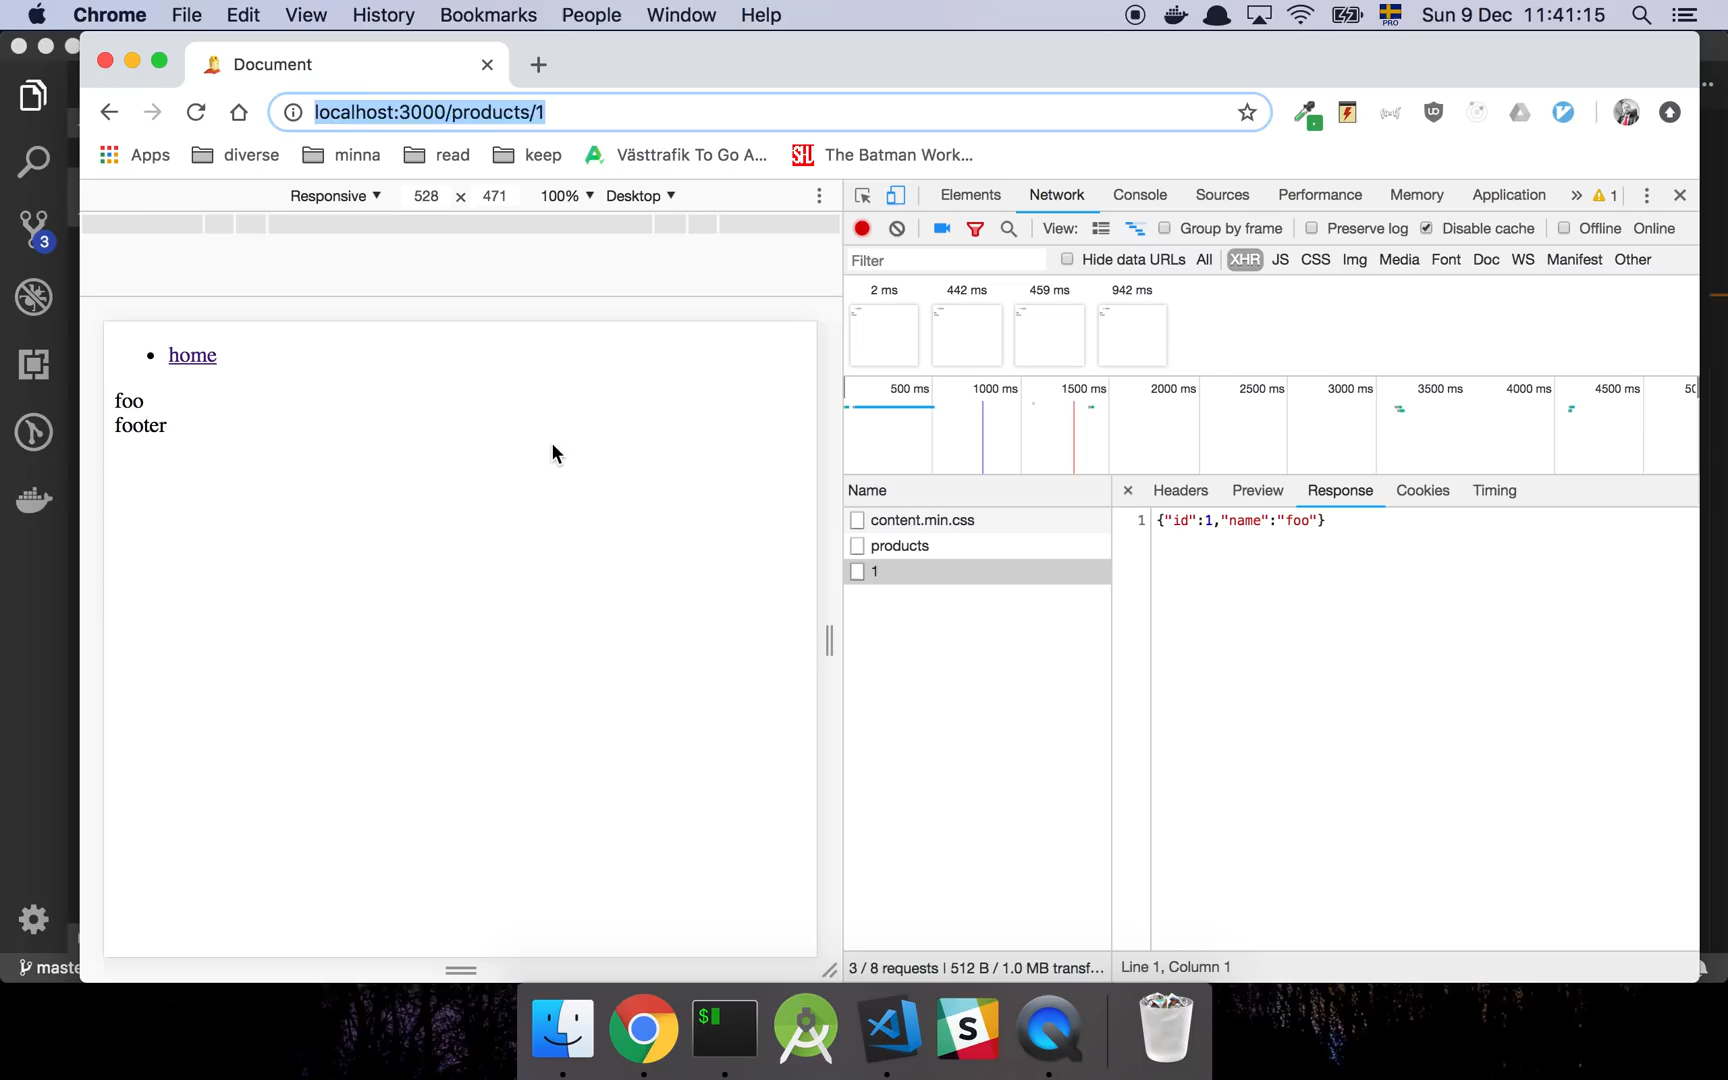 Chrome File Edit View History Bookmarks People Window Help PRO Sun 9 Dec 11:41:15
Document
localhost:3000/products/1
Apps diverse minna read keep Västtrafik To Go A... SHL The Batman Work...
Responsive ▼ 528 × 471 100% ▼ Desktop ▼
Elements Network Console Sources Performance Memory Application » 1
View: Group by frame Preserve log Disable cache Offline Online
Filter Hide data URLs All XHR JS CSS Img Media Font Doc WS Manifest Other
2 ms 442 ms 459 ms 942 ms
500 ms 1000 ms 1500 ms 2000 ms 2500 ms 3000 ms 3500 ms 4000 ms 4500 ms
3
• home
foo
footer
Name × Headers Preview Response Cookies Timing
content.min.css
products
1
1 {"id":1,"name":"foo"}
3 / 8 requests | 512 B / 1.0 MB transf... Line 1, Column 1
maste
$
S